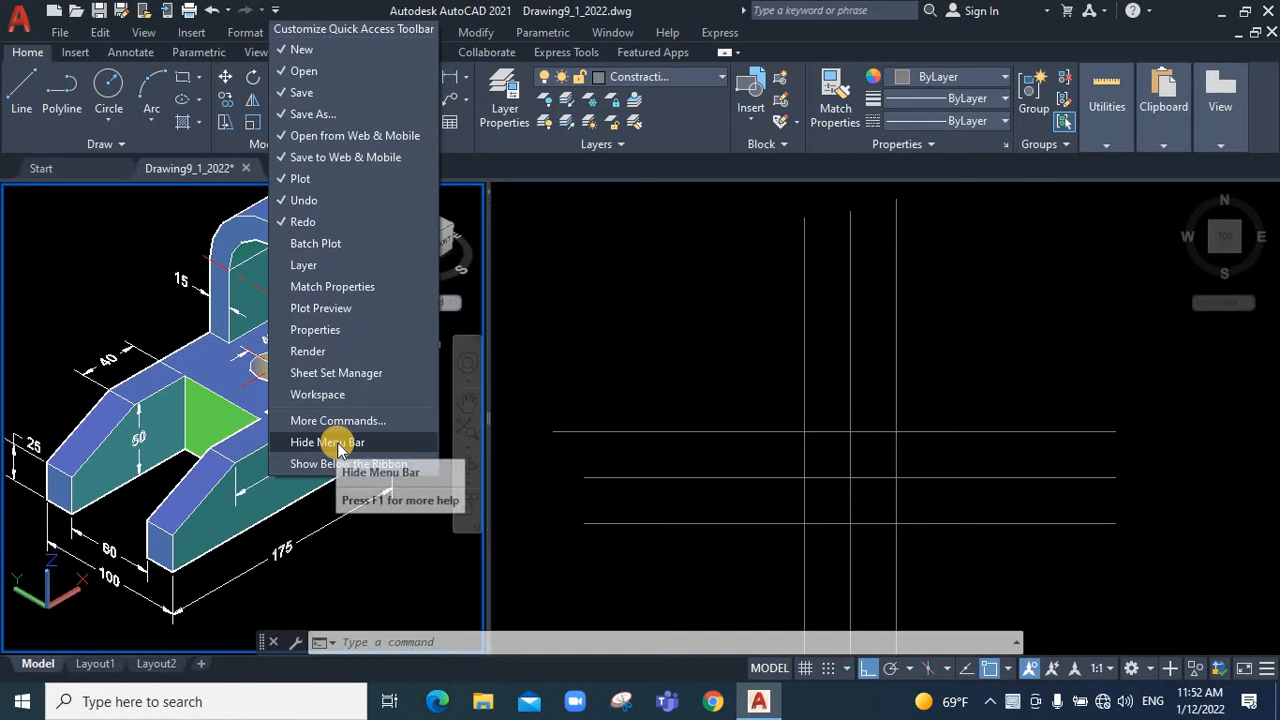 Autodesk AutoCAD 2021 Drawing9_1_2022.dwg
Type a keyword or phrase
Sign In
File Edit View Insert Format
Modify Parametric Window Help Express
Customize Quick Access Toolbar
New
Open
Save
Save As...
Open from Web & Mobile
Save to Web & Mobile
Plot
Undo
Redo
Batch Plot
Layer
Match Properties
Plot Preview
Properties
Render
Sheet Set Manager
Workspace
More Commands...
Hide Menu Bar
Show Below the Ribbon
Hide Menu Bar
Press F1 for more help
Home Insert Annotate Parametric
Collaborate Express Tools Featured Apps
Line Polyline Circle Arc
Draw
Layer Properties
Constructi...
Layers
Insert
Block
Match Properties
ByLayer
ByLayer
ByLayer
Properties
Group
Groups
Utilities
Clipboard
View
Start Drawing9_1_2022*
N
W TOP E
S
S
15
40
25
50
60
100
175
Z
Y X
Type a command
Model Layout1 Layout2
MODEL 1:1
Type here to search
69°F
ENG
11:52 AM
1/12/2022